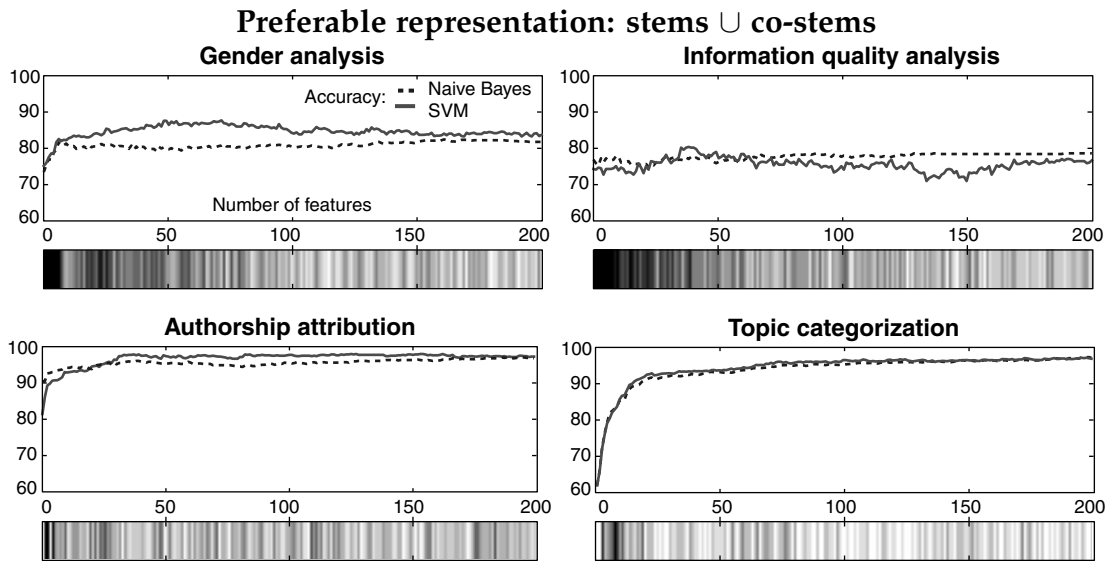 Preferable representation: stems ∪ co-stems
Gender analysis
100
90
80
70
60
Accuracy: Naive Bayes
SVM
Number of features
0 50 100 150 200
Information quality analysis
100
90
80
70
60
0 50 100 150 200
Authorship attribution
100
90
80
70
60
0 50 100 150 200
Topic categorization
100
90
80
70
60
0 50 100 150 200